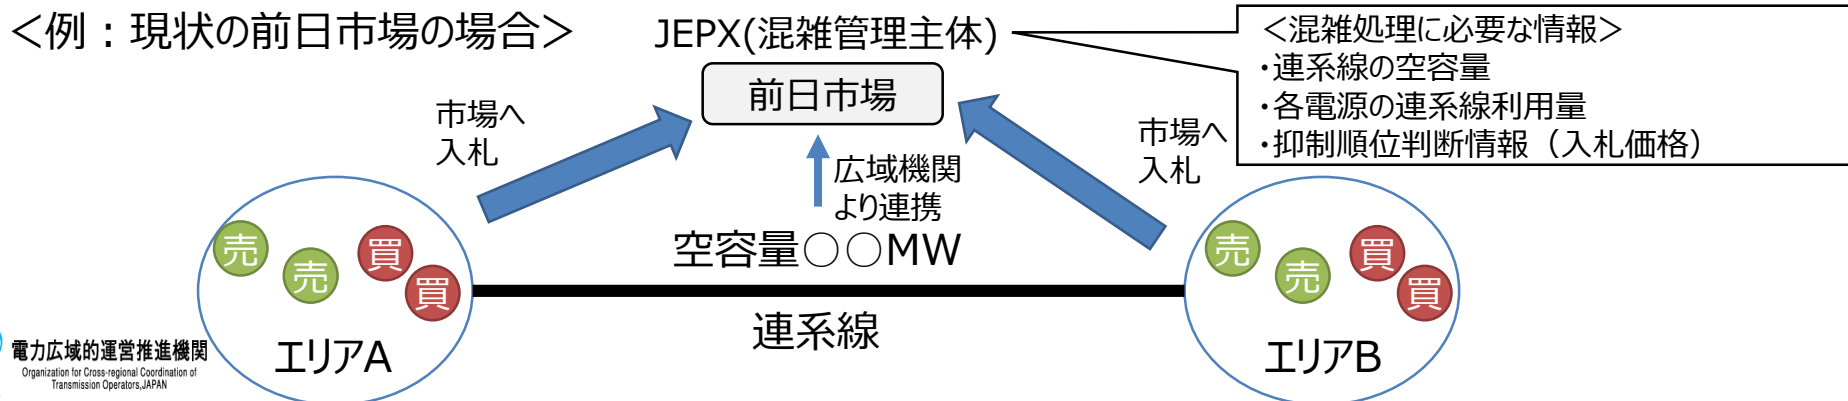 ＜例：現状の前日市場の場合＞
JEPX(混雑管理主体)
＜混雑処理に必要な情報＞
・連系線の空容量
・各電源の連系線利用量
・抑制順位判断情報（入札価格）
前日市場
市場へ
入札
市場へ
入札
広域機関
より連携
空容量○○MW
売
売
買
買
売
売
買
買
連系線
エリアA
エリアB
電力広域的運営推進機関
Organization for Cross-regional Coordination of
Transmission Operators,JAPAN